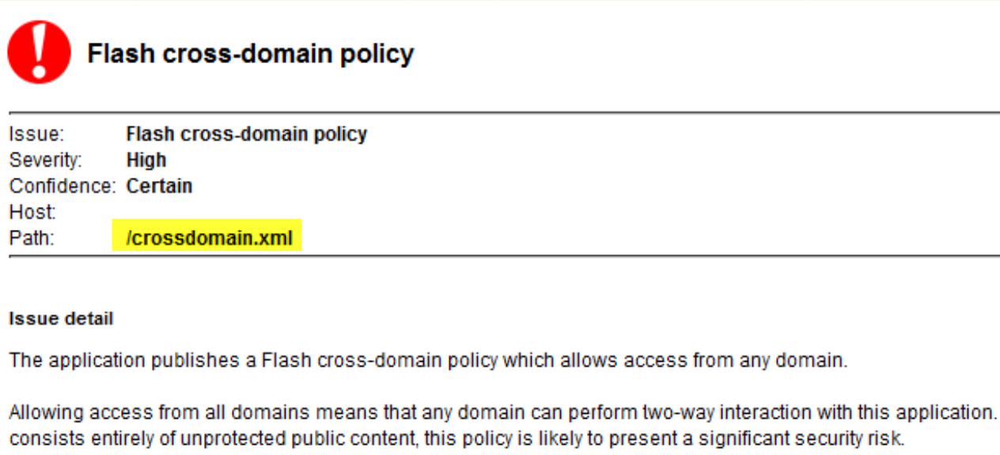 Flash cross-domain policy
Issue: Flash cross-domain policy
Severity: High
Confidence: Certain
Host:
Path: /crossdomain.xml
Issue detail
The application publishes a Flash cross-domain policy which allows access from any domain.
Allowing access from all domains means that any domain can perform two-way interaction with this application.
consists entirely of unprotected public content, this policy is likely to present a significant security risk.